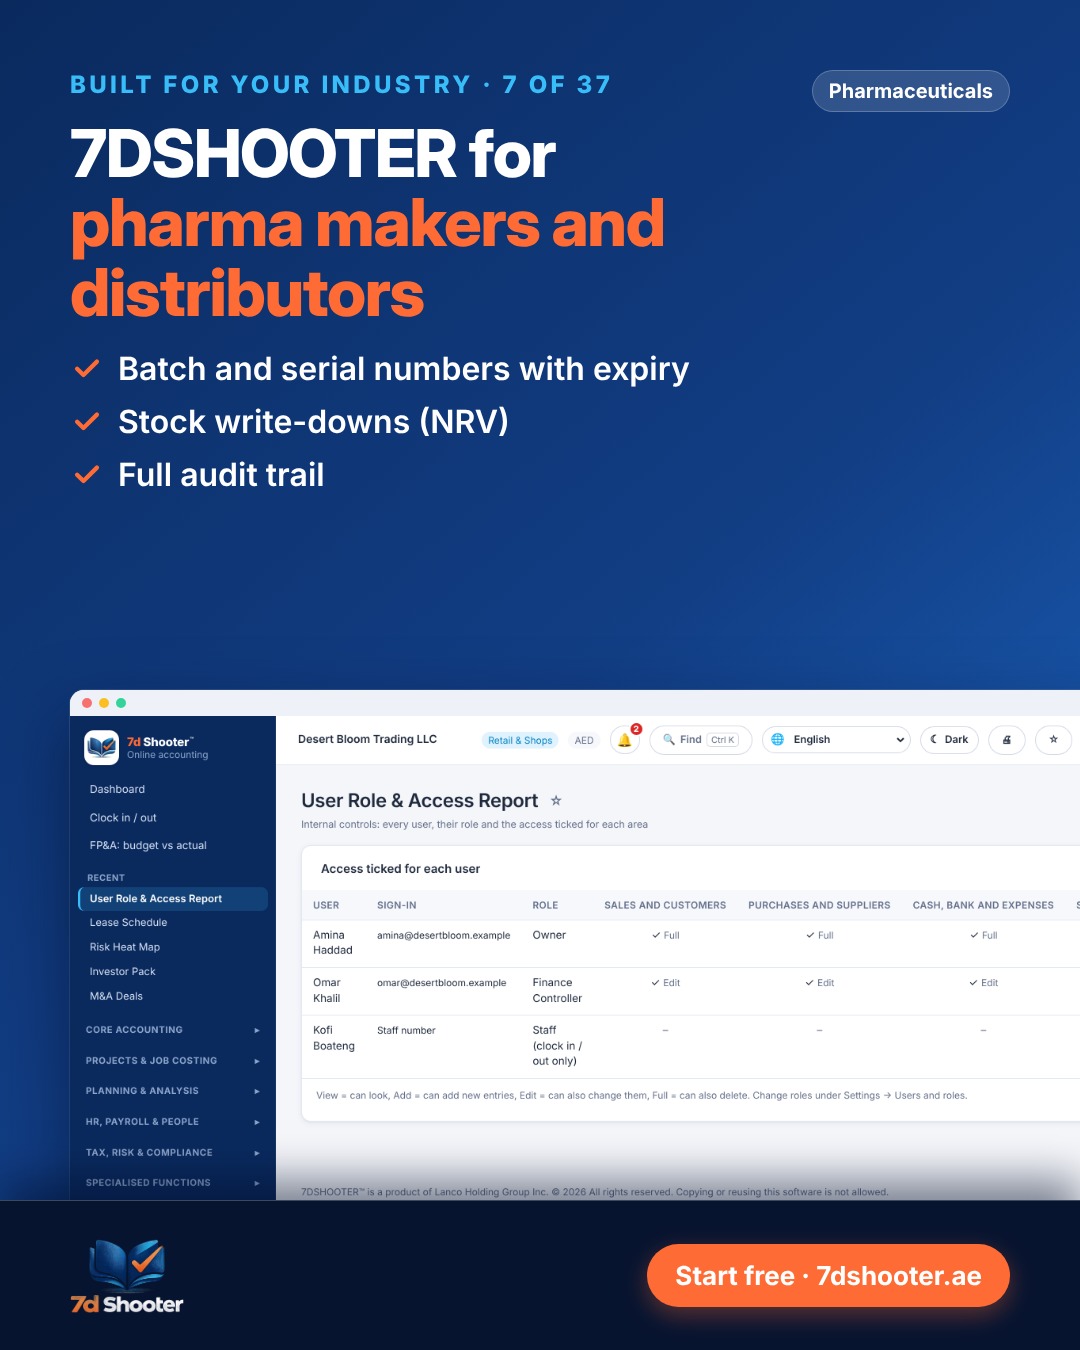 BUILT FOR YOUR INDUSTRY · 7 OF 37
Pharmaceuticals
7DSHOOTER for
pharma makers and
distributors
Batch and serial numbers with expiry
Stock write-downs (NRV)
Full audit trail
7d Shooter™
Online accounting
Dashboard
Clock in / out
FP&A: budget vs actual
RECENT
User Role & Access Report
Lease Schedule
Risk Heat Map
Investor Pack
M&A Deals
CORE ACCOUNTING
PROJECTS & JOB COSTING
PLANNING & ANALYSIS
HR, PAYROLL & PEOPLE
TAX, RISK & COMPLIANCE
SPECIALISED FUNCTIONS
Desert Bloom Trading LLC
Retail & Shops
AED
2
Find Ctrl K
English
Dark
User Role & Access Report
Internal controls: every user, their role and the access ticked for each area
Access ticked for each user
USER SIGN-IN ROLE SALES AND CUSTOMERS PURCHASES AND SUPPLIERS CASH, BANK AND EXPENSES
Amina Haddad amina@desertbloom.example Owner ✓ Full ✓ Full ✓ Full
Omar Khalil omar@desertbloom.example Finance Controller ✓ Edit ✓ Edit ✓ Edit
Kofi Boateng Staff number Staff (clock in / out only) – – –
View = can look, Add = can add new entries, Edit = can also change them, Full = can also delete. Change roles under Settings → Users and roles.
7DSHOOTER™ is a product of Lanco Holding Group Inc. © 2026 All rights reserved. Copying or reusing this software is not allowed.
7d Shooter
Start free · 7dshooter.ae